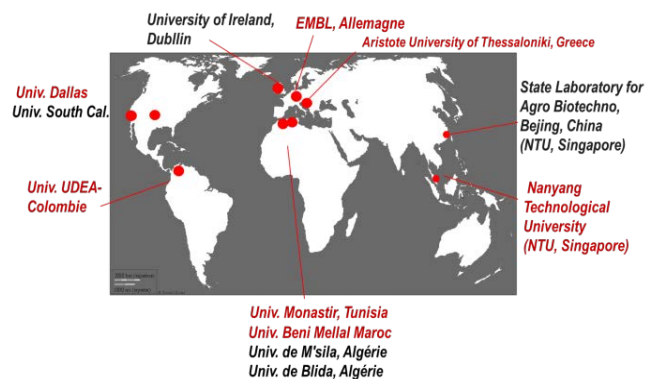 University of Ireland,
Dubllin
EMBL, Allemagne
Aristote University of Thessaloniki, Greece
Univ. Dallas
Univ. South Cal.
State Laboratory for
Agro Biotechno,
Bejing, China
(NTU, Singapore)
Univ. UDEA-
Colombie
Nanyang
Technological
University
(NTU, Singapore)
Univ. Monastir, Tunisia
Univ. Beni Mellal Maroc
Univ. de M'sila, Algérie
Univ. de Blida, Algérie